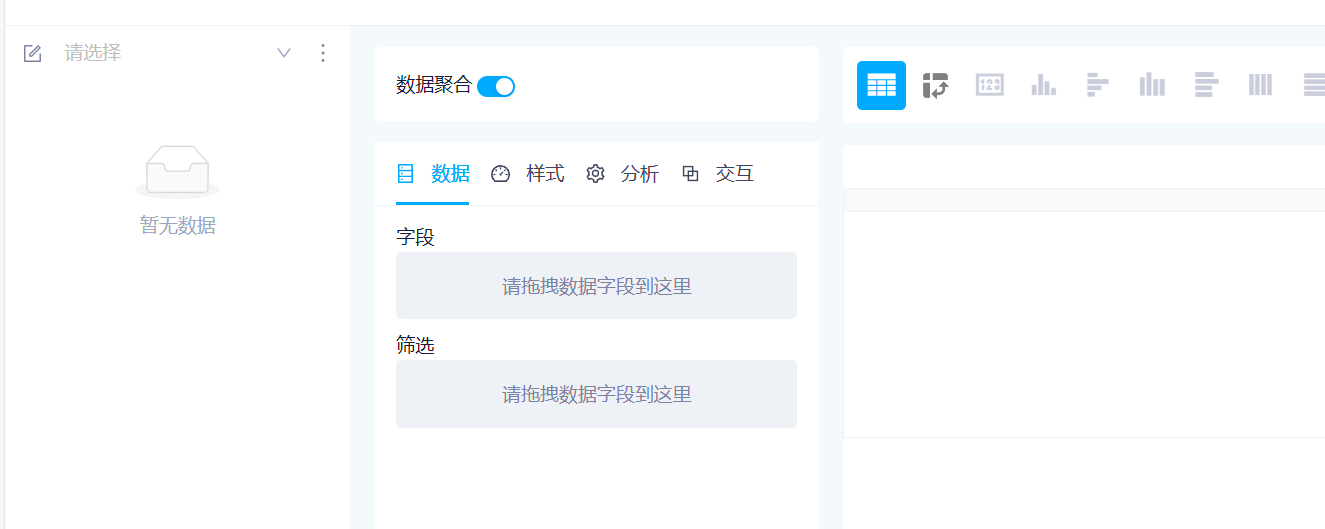 请选择
暂无数据
数据聚合
数据 样式 分析 交互
字段
请拖拽数据字段到这里
筛选
请拖拽数据字段到这里
123